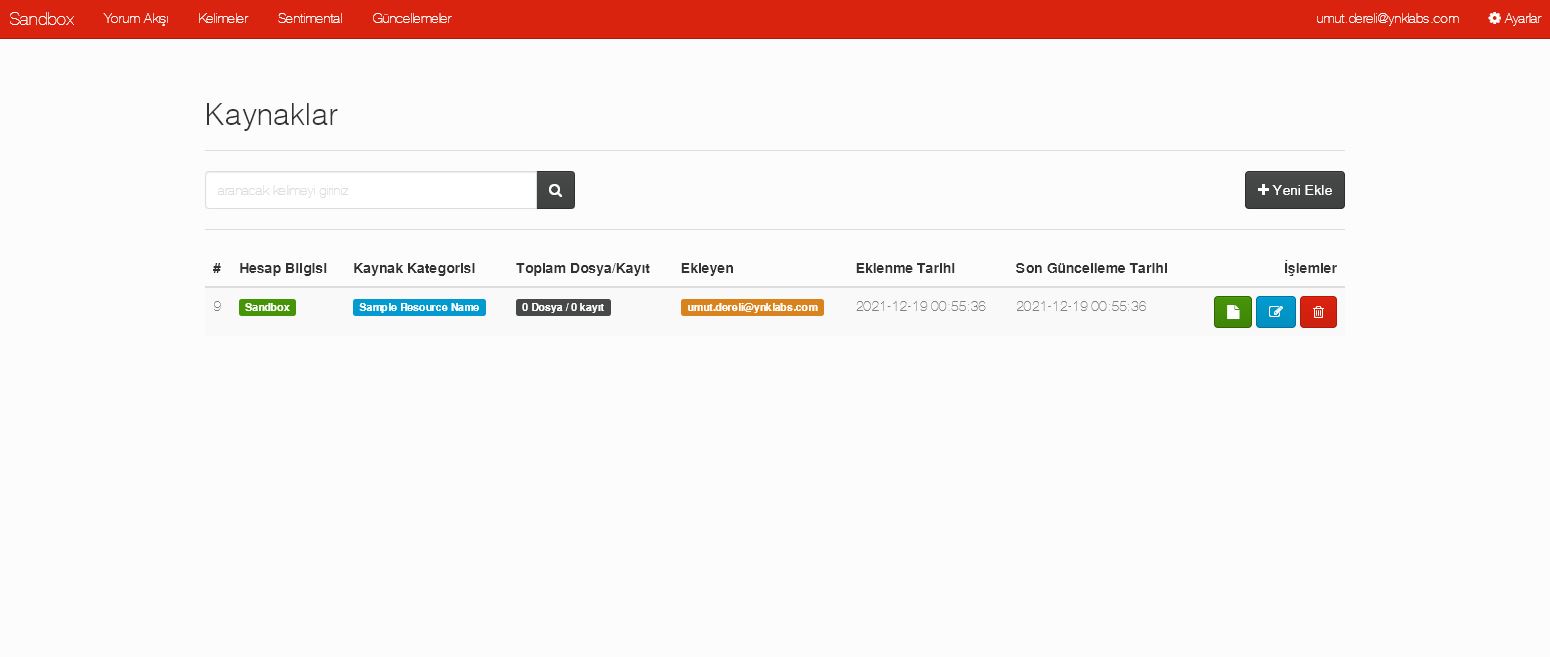 Sandbox Yorum Akışı Kelimeler Sentimental Güncellemeler umut.dereli@ynklabs.com Ayarlar
Kaynaklar
aranacak kelimeyi giriniz
Yeni Ekle
# Hesap Bilgisi Kaynak Kategorisi Toplam Dosya/Kayıt Ekleyen Eklenme Tarihi Son Güncelleme Tarihi İşlemler
9 Sandbox Sample Resource Name 0 Dosya / 0 kayıt umut.dereli@ynklabs.com 2021-12-19 00:55:36 2021-12-19 00:55:36